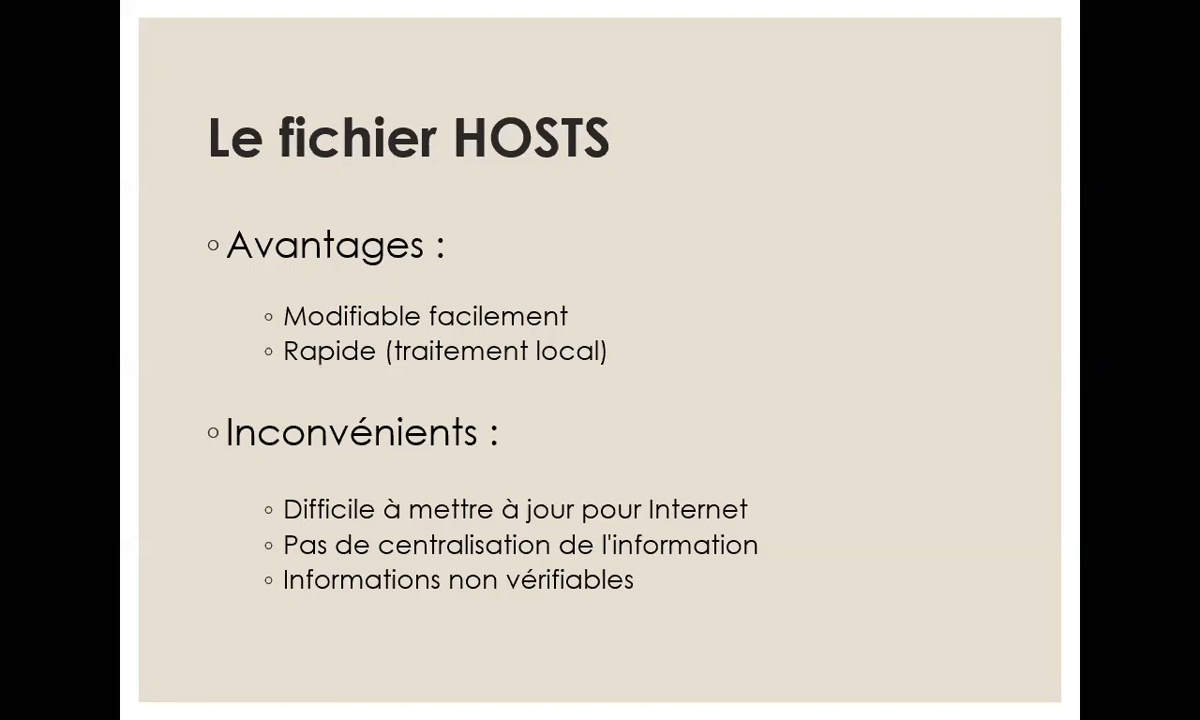 Le fichier HOSTS
◦ Avantages :
◦ Modifiable facilement
◦ Rapide (traitement local)
◦ Inconvénients :
◦ Difficile à mettre à jour pour Internet
◦ Pas de centralisation de l'information
◦ Informations non vérifiables